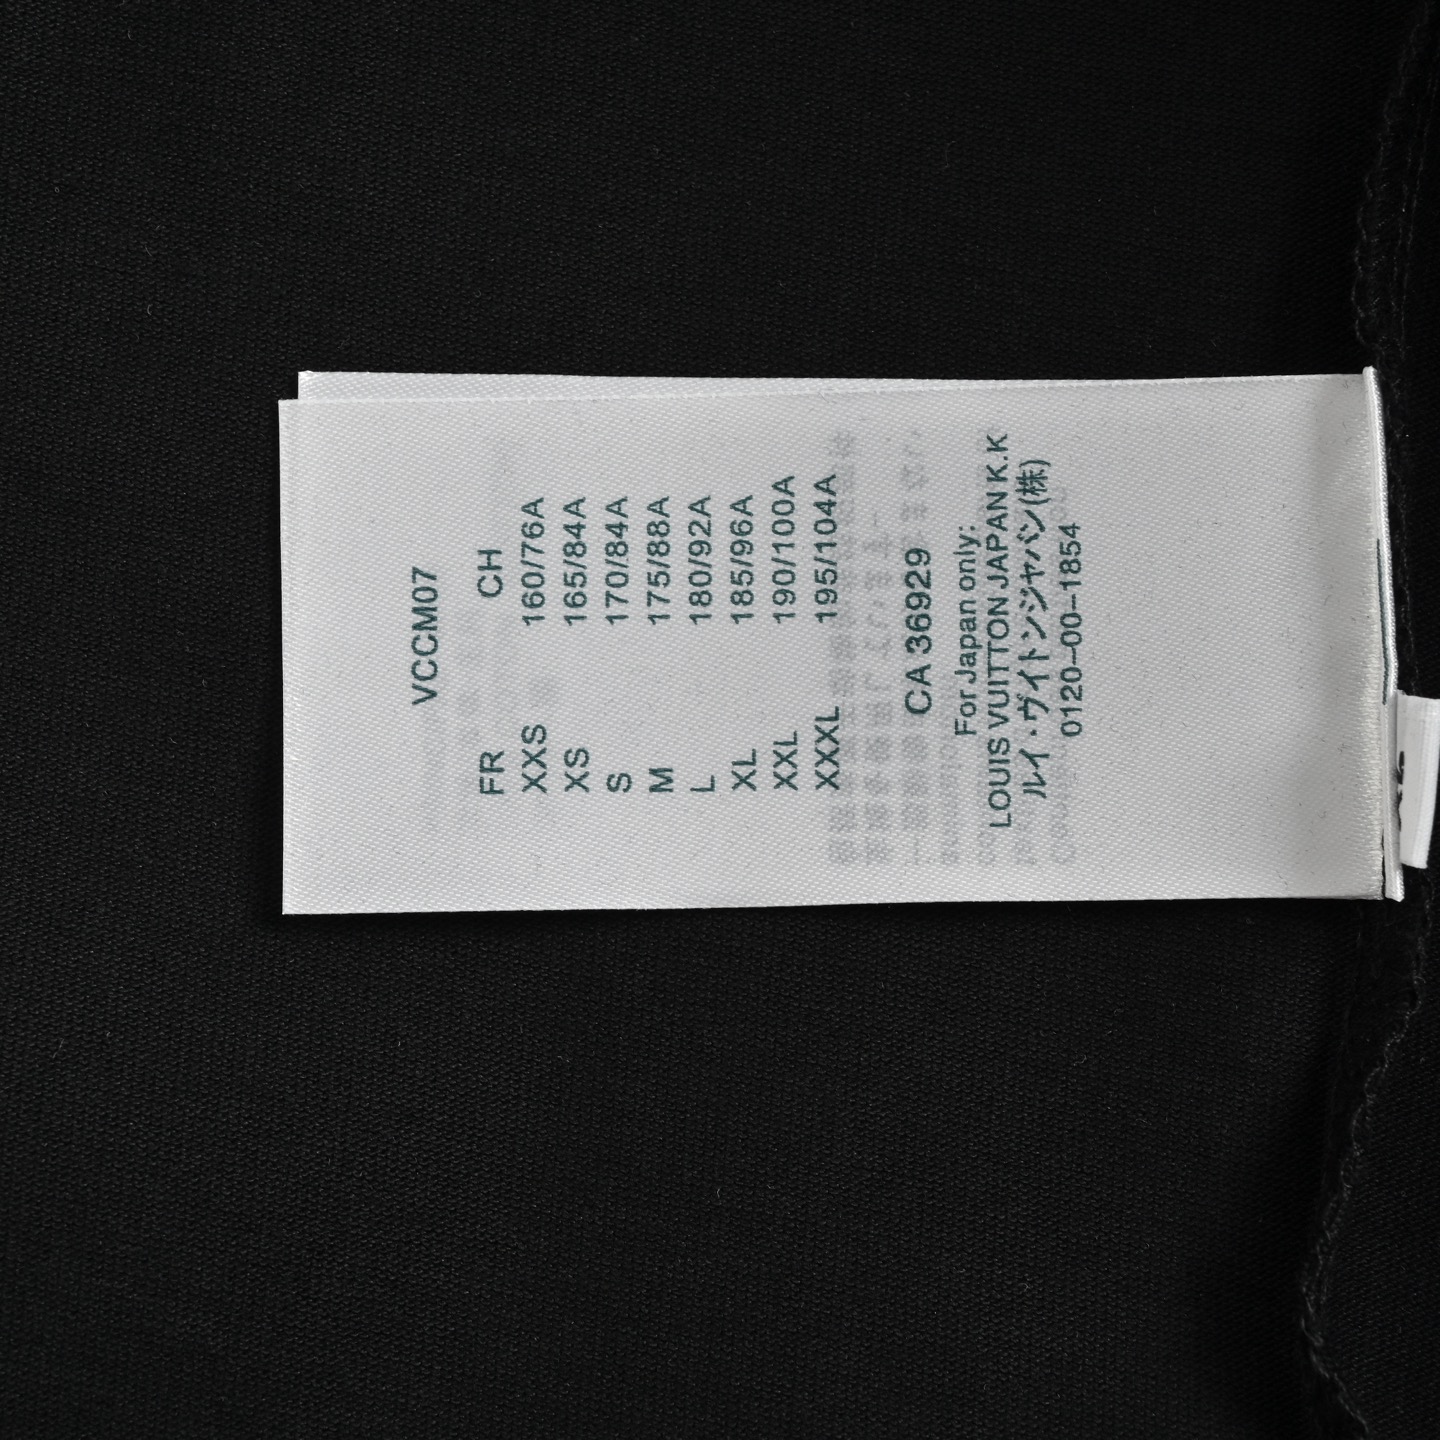 VCCM07
FR CH
XXS 160/76A
XS 165/84A
S 170/84A
M 175/88A
L 180/92A
XL 185/96A
XXL 190/100A
XXXL 195/104A
CA 36929
For Japan only:
LOUIS VUITTON JAPAN K.K
ルイ・ヴィトンジャパン(株)
0120-00-1854